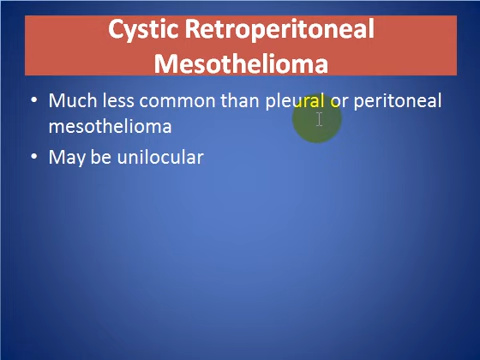 Cystic Retroperitoneal
Mesothelioma
• Much less common than pleural or peritoneal
mesothelioma
• May be unilocular